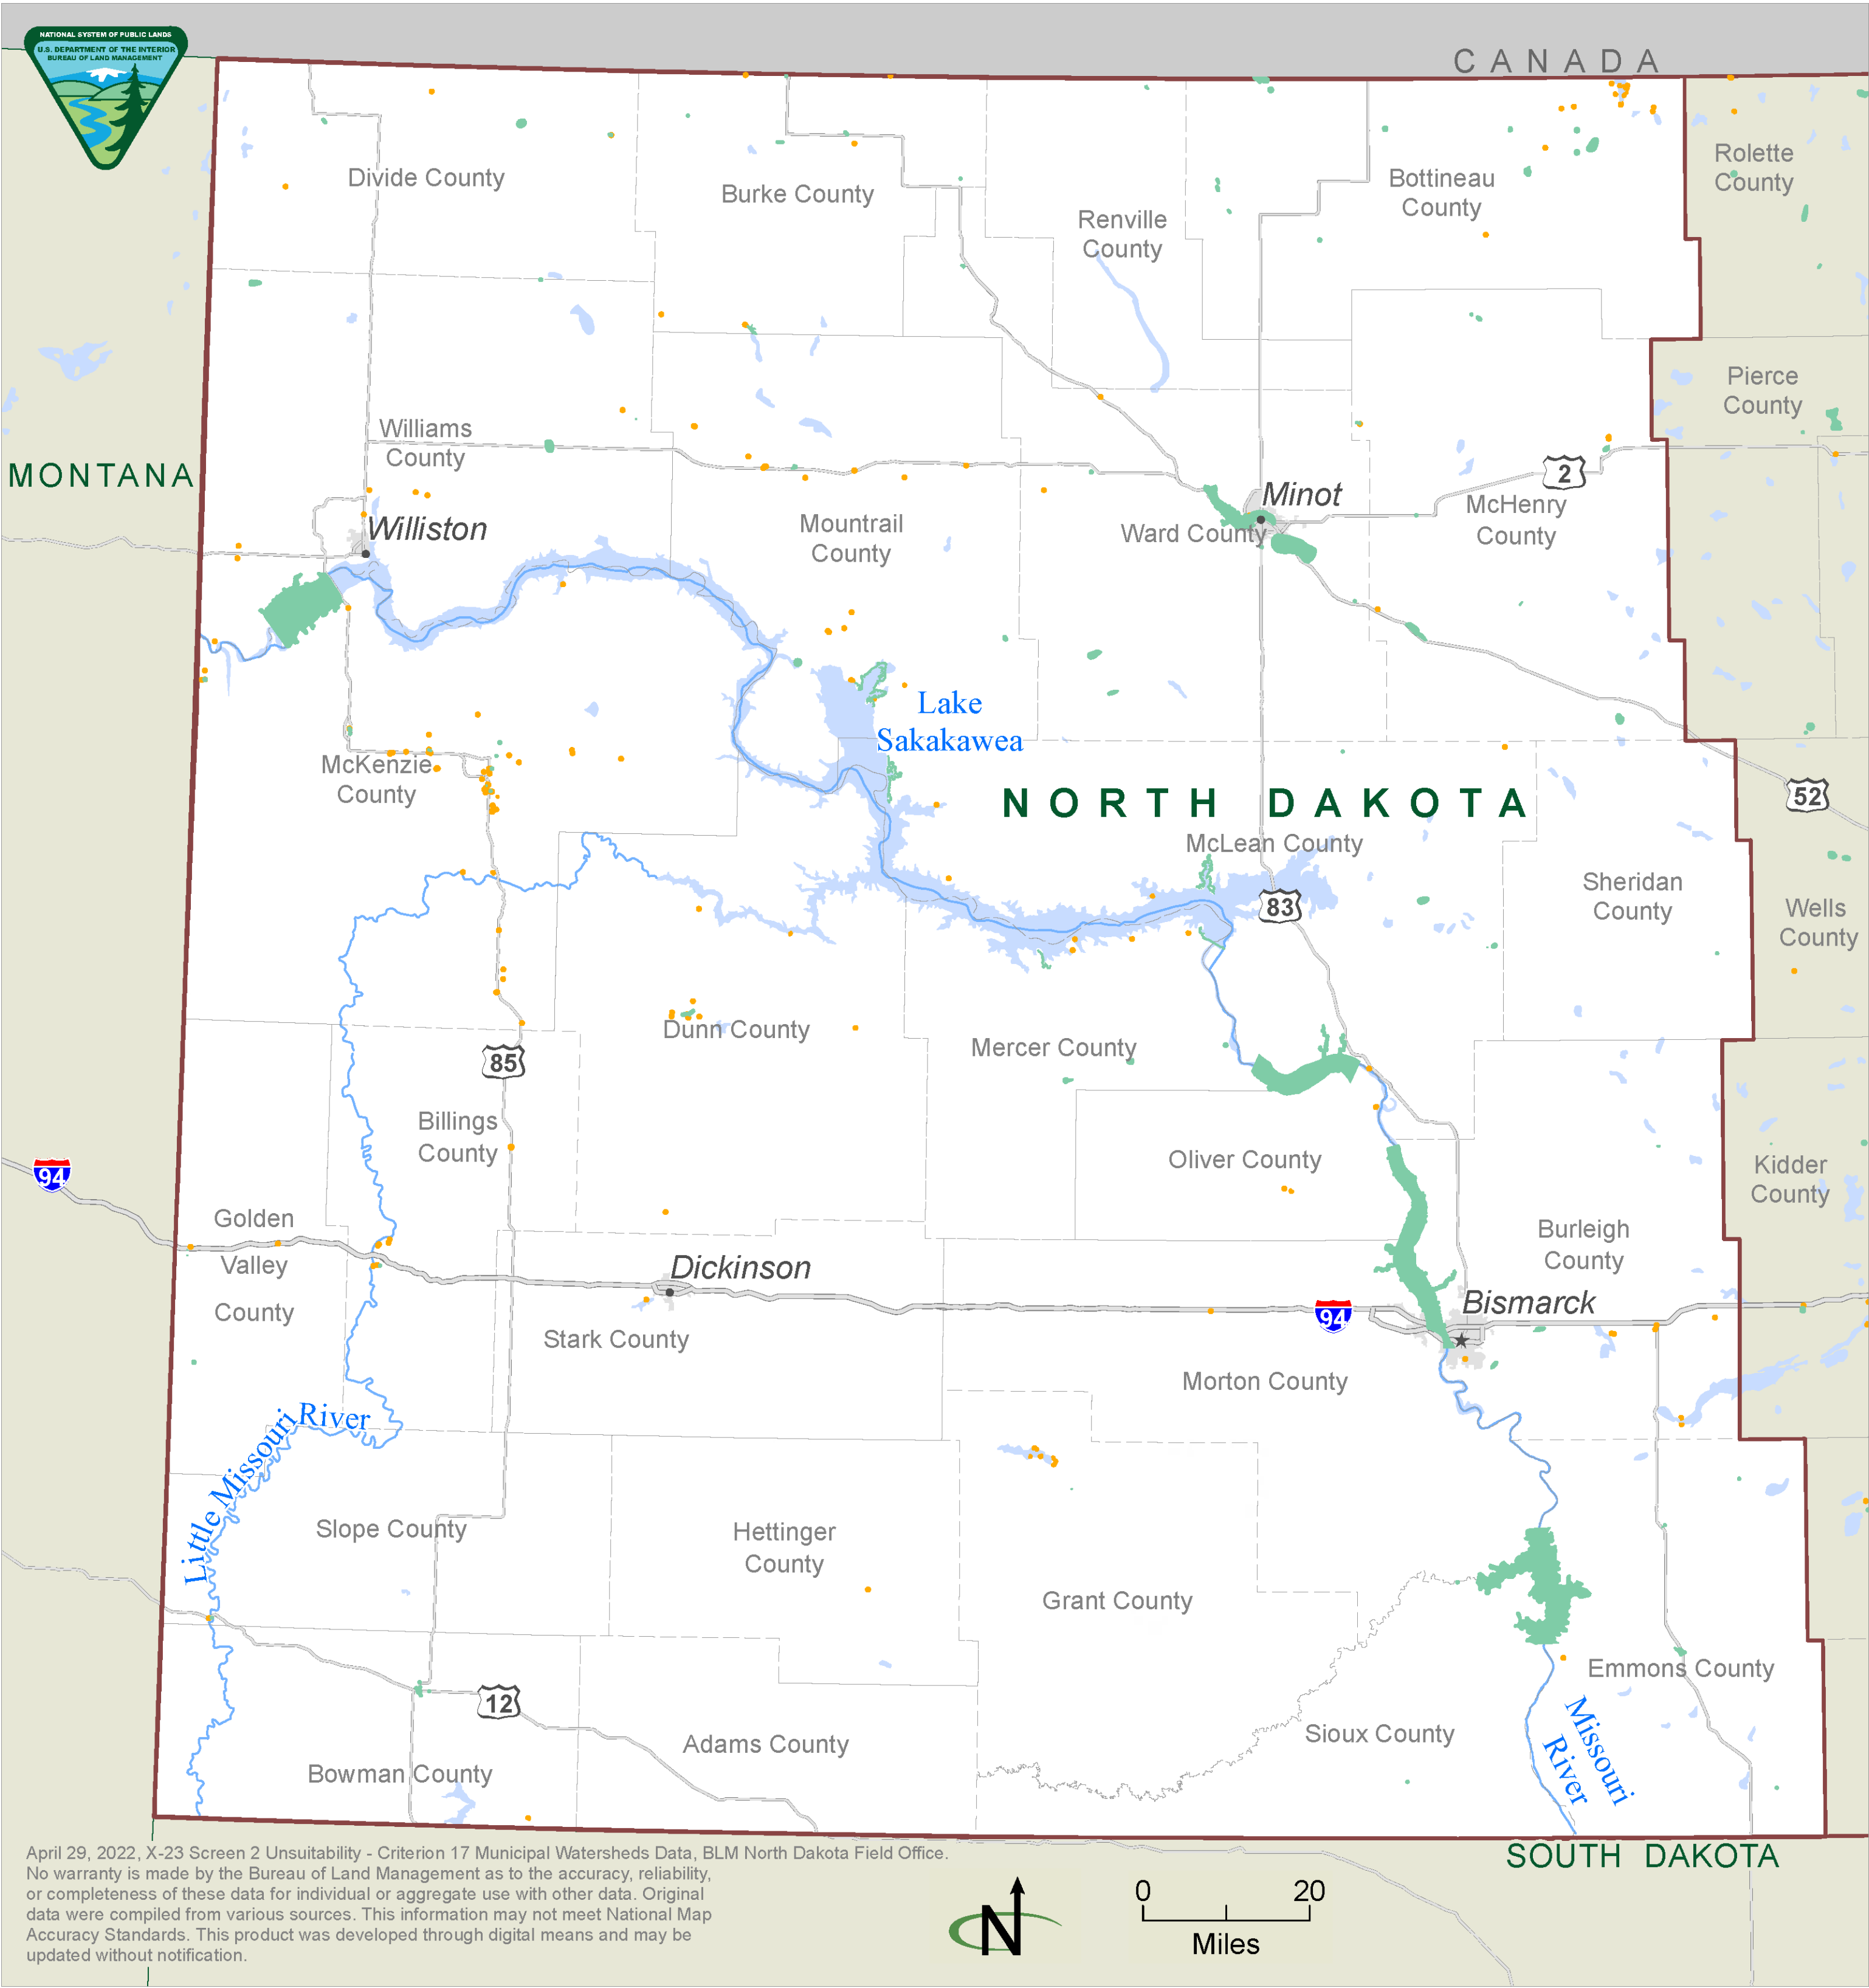 NATIONAL SYSTEM OF PUBLIC LANDS
U.S. DEPARTMENT OF THE INTERIOR
BUREAU OF LAND MANAGEMENT
CANADA
Divide County
Burke County
Renville
County
Bottineau
County
Rolette
County
Pierce
County
MONTANA
Williams
County
Williston
Mountrail
County
Minot
Ward County
2
McHenry
County
Lake
Sakakawea
McKenzie
County
NORTH DAKOTA
52
McLean County
83
Sheridan
County
Wells
County
Dunn County
Mercer County
85
Billings
County
Oliver County
94
Kidder
County
Golden
Valley
County
Burleigh
County
Dickinson
Bismarck
94
Stark County
Morton County
Little Missouri River
Slope County
Hettinger
County
Grant County
Emmons County
12
Adams County
Sioux County
Missouri
River
Bowman County
SOUTH DAKOTA
April 29, 2022, X-23 Screen 2 Unsuitability - Criterion 17 Municipal Watersheds Data, BLM North Dakota Field Office.
No warranty is made by the Bureau of Land Management as to the accuracy, reliability,
or completeness of these data for individual or aggregate use with other data. Original
data were compiled from various sources. This information may not meet National Map
Accuracy Standards. This product was developed through digital means and may be
updated without notification.
N
0 20
Miles